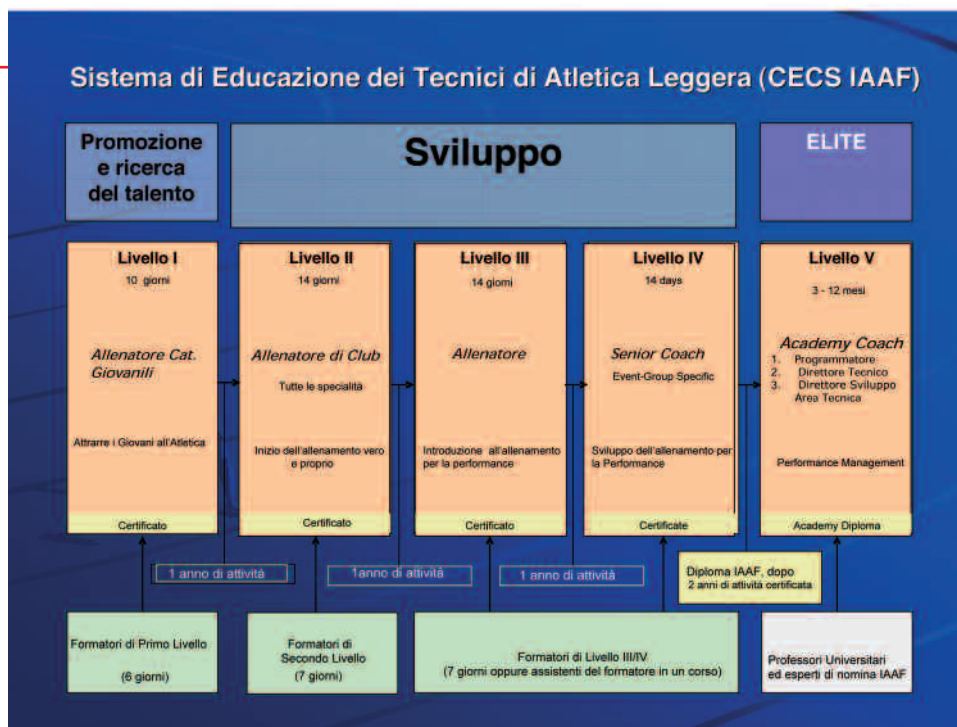 Sistema di Educazione dei Tecnici di Atletica Leggera (CECS IAAF)
Promozione
e ricerca
del talento
Sviluppo
ELITE
Livello I
10 giorni
Allenatore Cat.
Giovanili
Attrarre i Giovani all'Atletica
Certificato
Livello II
14 giorni
Allenatore di Club
Tutte le specialità
Inizio dell'allenamento vero
e proprio
Certificato
Livello III
14 giorni
Allenatore
Introduzione all'allenamento
per la performance
Certificato
Livello IV
14 days
Senior Coach
Event-Group Specific
Sviluppo dell'allenamento per
la Performance
Certificate
Livello V
3 - 12 mesi
Academy Coach
1. Programmatore
2. Direttore Tecnico
3. Direttore Sviluppo
Area Tecnica
Performance Management
Academy Diploma
1 anno di attività
1anno di attività
1 anno di attività
Diploma IAAF, dopo
2 anni di attività certificata
Formatori di Primo Livello
(6 giorni)
Formatori di
Secondo Livello
(7 giorni)
Formatori di Livello III/IV
(7 giorni oppure assistenti del formatore in un corso)
Professori Universitari
ed esperti di nomina IAAF